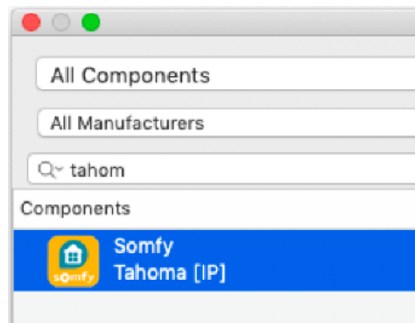 All Components
All Manufacturers
tahom
Components
Somfy
somfy
Tahoma [IP]